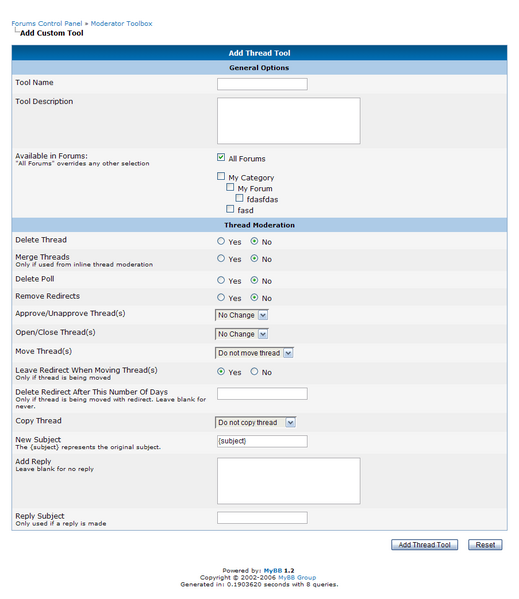 Forums Control Panel » Moderator Toolbox
Add Custom Tool
Add Thread Tool
General Options
Tool Name
Tool Description
Available in Forums:
"All Forums" overrides any other selection
All Forums
My Category
My Forum
fdasfdas
fasd
Thread Moderation
Delete Thread
Yes No
Merge Threads
Only if used from inline thread moderation
Yes No
Delete Poll
Yes No
Remove Redirects
Yes No
Approve/Unapprove Thread(s)
No Change
Open/Close Thread(s)
No Change
Move Thread(s)
Do not move thread
Leave Redirect When Moving Thread(s)
Only if thread is being moved
Yes No
Delete Redirect After This Number Of Days
Only if thread is being moved with redirect. Leave blank for
never.
Copy Thread
Do not copy thread
New Subject
The {subject} represents the original subject.
{subject}
Add Reply
Leave blank for no reply
Reply Subject
Only used if a reply is made
Add Thread Tool Reset
Powered by: MyBB 1.2
Copyright © 2002-2006 MyBB Group
Generated in: 0.1903620 seconds with 8 queries.